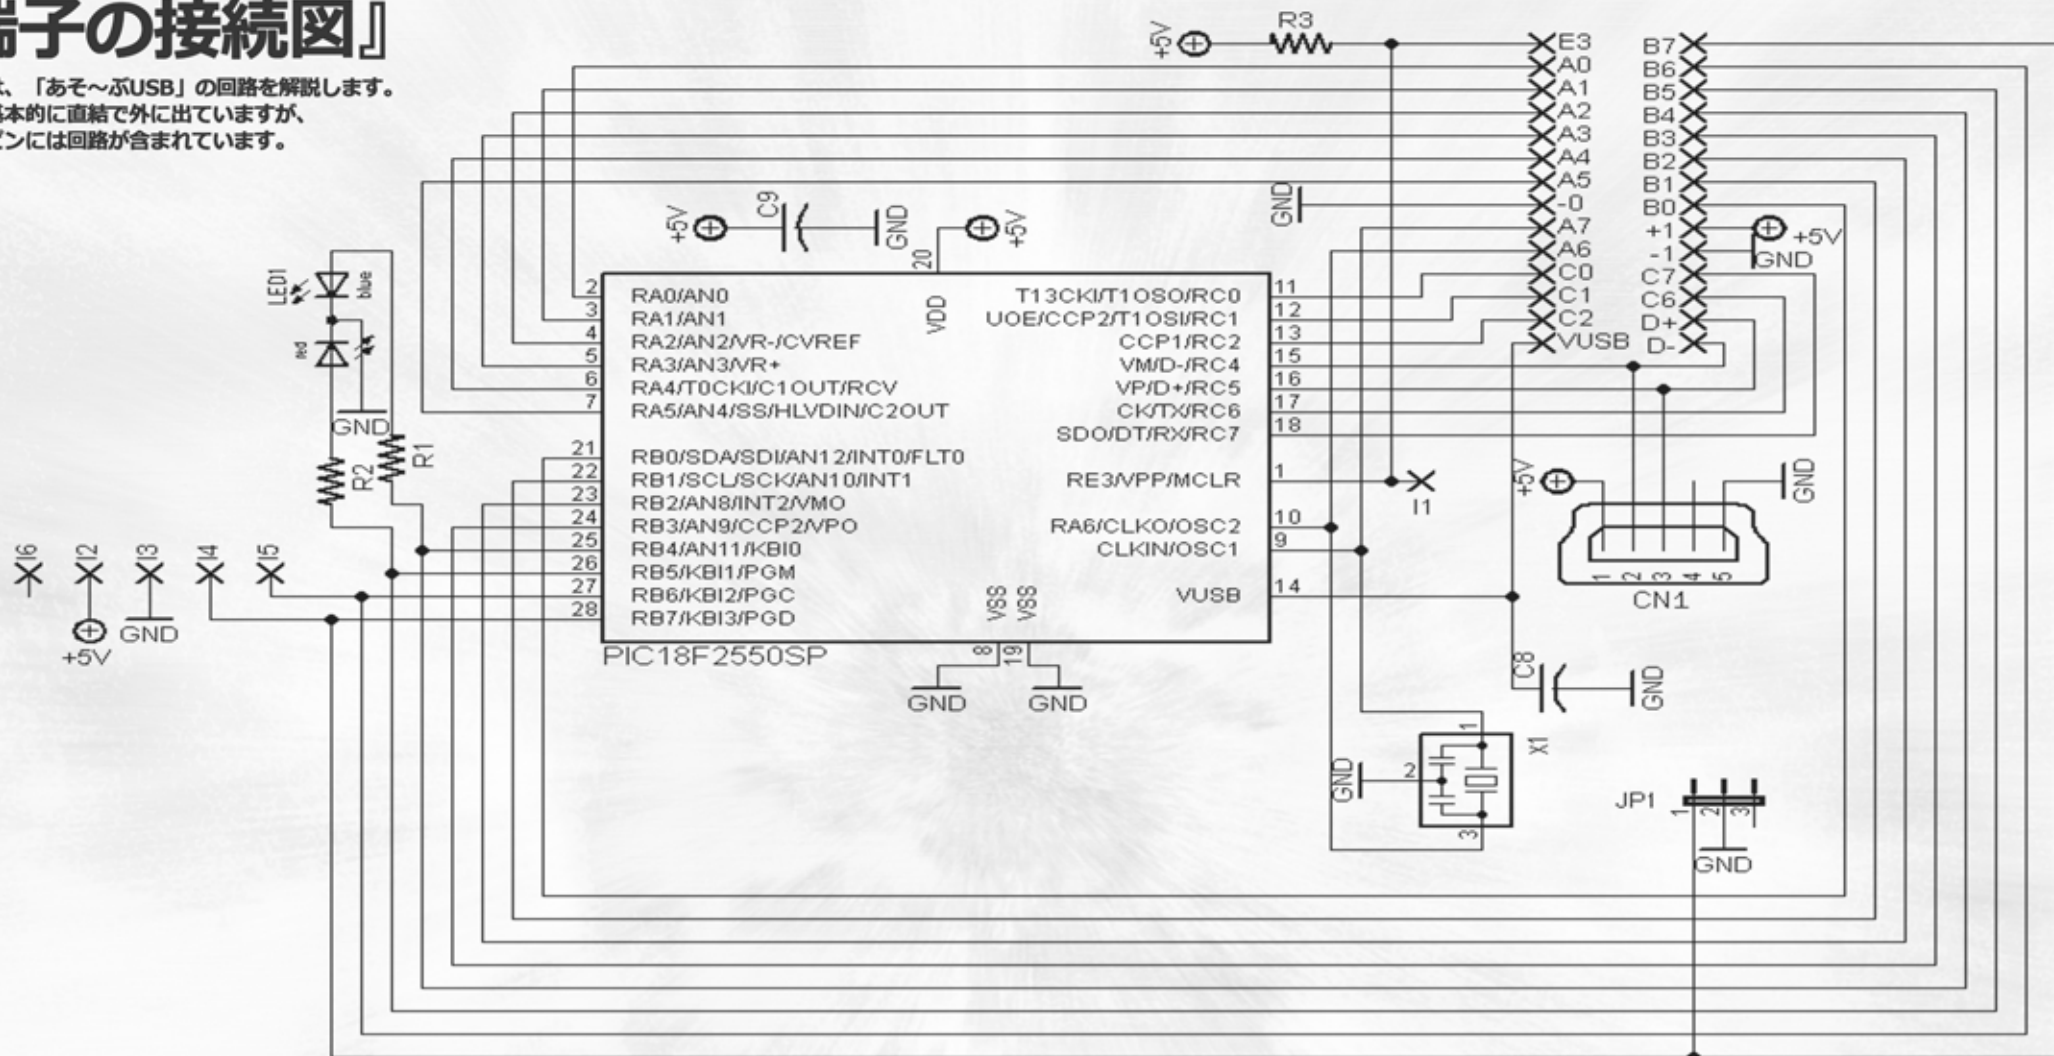 端子の接続図』
、「あそ~ぶUSB」の回路を解説します。
基本的に直結で外に出ていますが、
ピンには回路が含まれています。
+5V
R3
E3
A0
A1
A2
A3
A4
A5
-0
A7
A6
C0
C1
C2
VUSB
B7
B6
B5
B4
B3
B2
B1
B0
+1
-1
C7
C6
D+
D-
+5V
GND
GND
+5V
C9
GND
20
+5V
LED1
blue
red
GND
R2
R1
2
3
4
5
6
7
21
22
23
24
25
26
27
28
RA0/AN0
RA1/AN1
RA2/AN2/VR-/CVREF
RA3/AN3/VR+
RA4/T0CKI/C1OUT/RCV
RA5/AN4/SS/HLVDIN/C2OUT
RB0/SDA/SDI/AN12/INT0/FLT0
RB1/SCL/SCK/AN10/INT1
RB2/AN8/INT2/VMO
RB3/AN9/CCP2/VPO
RB4/AN11/KBI0
RB5/KBI1/PGM
RB6/KBI2/PGC
RB7/KBI3/PGD
VDD
VSS
VSS
T13CKI/T1OSO/RC0
UOE/CCP2/T1OSI/RC1
CCP1/RC2
VM/D-/RC4
VP/D+/RC5
CK/TX/RC6
SDO/DT/RX/RC7
RE3/VPP/MCLR
RA6/CLKO/OSC2
CLKIN/OSC1
VUSB
11
12
13
15
16
17
18
1
10
9
14
I1
I6
I2
I3
I4
I5
+5V
GND
PIC18F2550SP
8
19
GND
GND
+5V
GND
1
2
3
4
5
CN1
C8
GND
1
X1
GND
2
3
JP1
1
2
3
GND